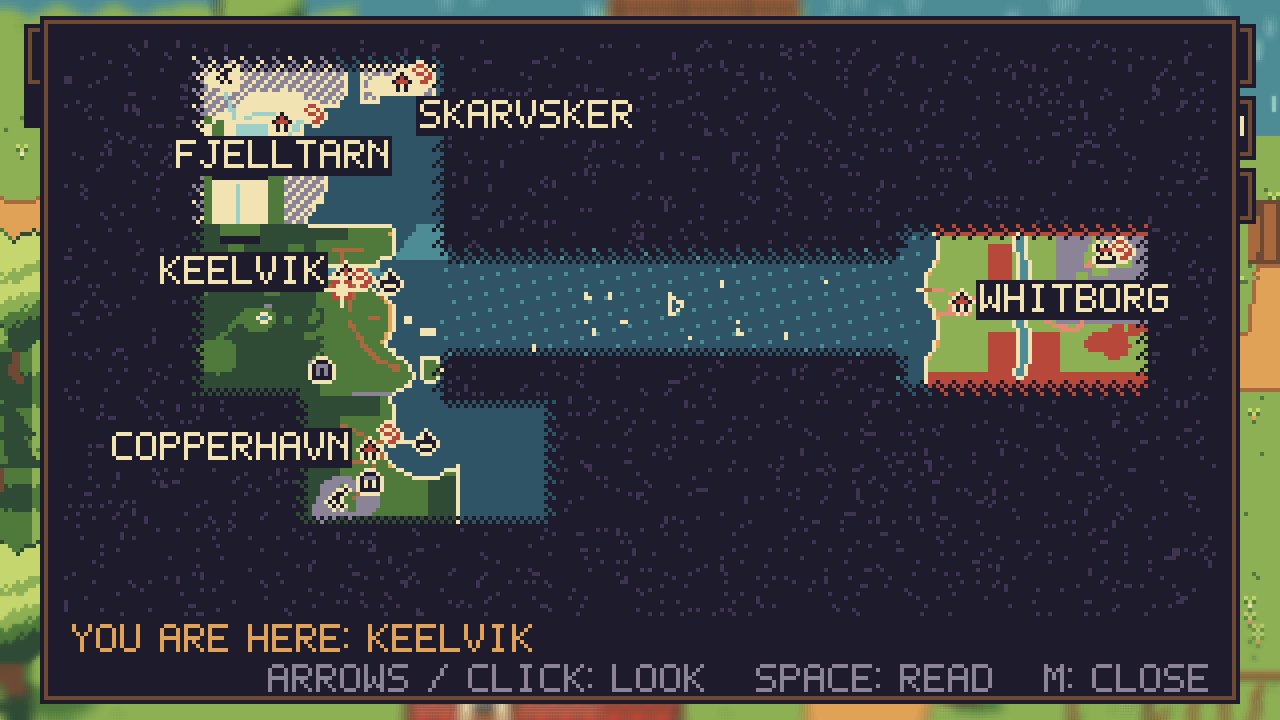 SKARVSKER
FJELLTARN
KEELVIK
WHITBORG
COPPERHAVN
YOU ARE HERE: KEELVIK
ARROWS / CLICK: LOOK SPACE: READ M: CLOSE